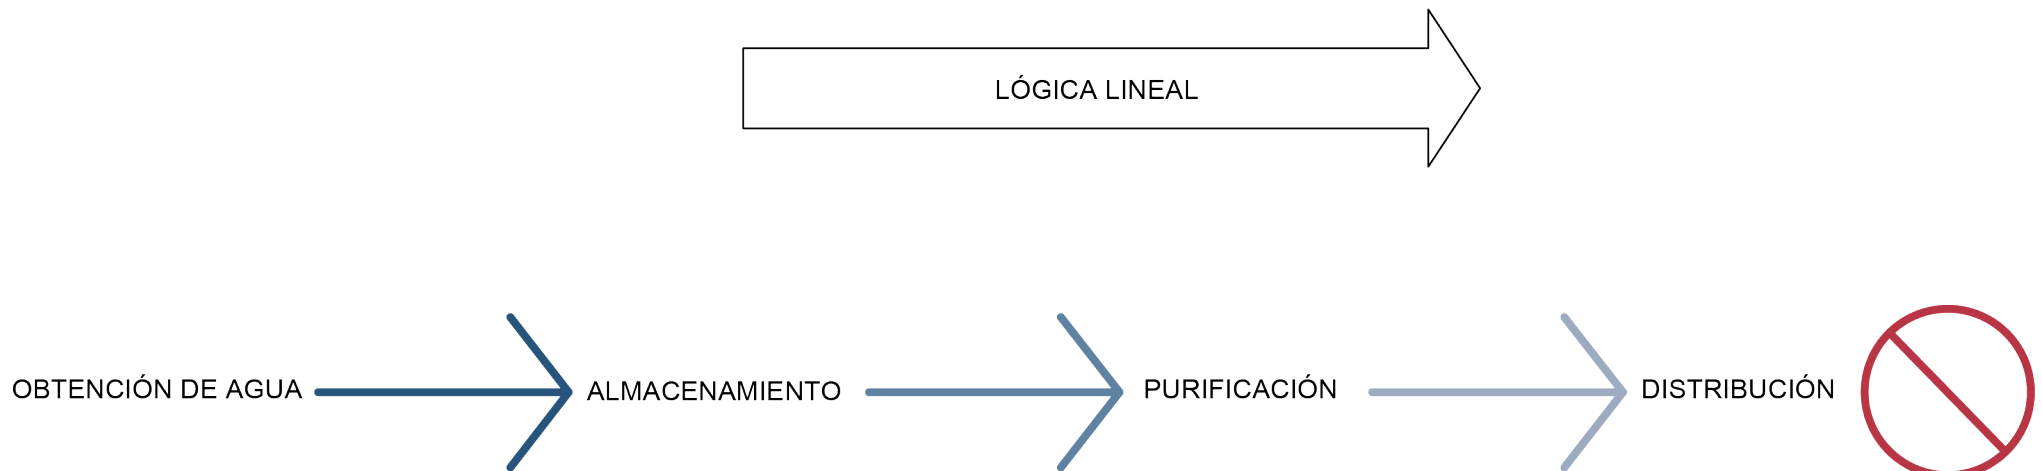 LÓGICA LINEAL
OBTENCIÓN DE AGUA
ALMACENAMIENTO
PURIFICACIÓN
DISTRIBUCIÓN